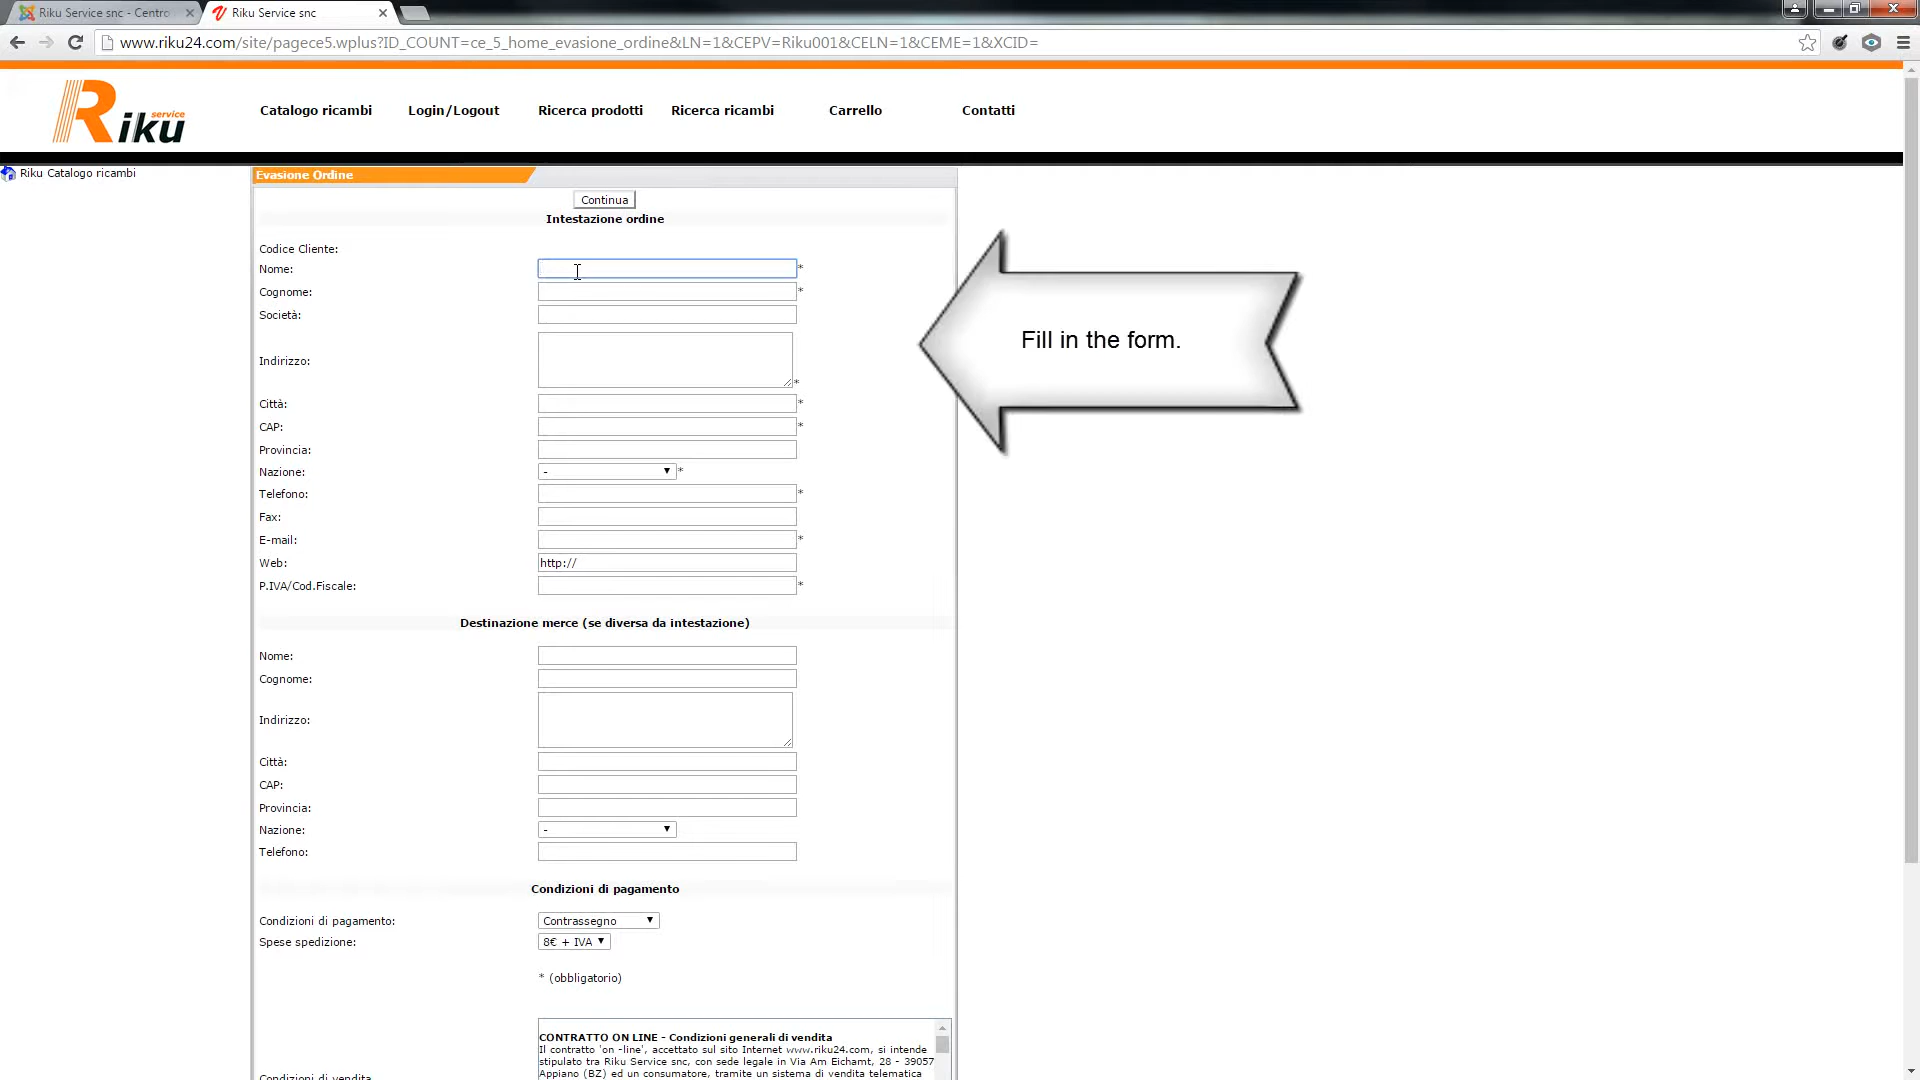 Riku Service snc - Centro
Riku Service snc
www.riku24.com/site/pagece5.wplus?ID_COUNT=ce_5_home_evasione_ordine&LN=1&CEPV=Riku001&CELN=1&CEME=1&XCID=
Riku service
Catalogo ricambi Login/Logout Ricerca prodotti Ricerca ricambi Carrello Contatti
Riku Catalogo ricambi
Evasione Ordine
Continua
Intestazione ordine
Codice Cliente:
Nome: *
Cognome: *
Società:
Indirizzo: *
Città: *
CAP: *
Provincia:
Nazione: - *
Telefono: *
Fax:
E-mail: *
Web: http://
P.IVA/Cod.Fiscale: *
Fill in the form.
Destinazione merce (se diversa da intestazione)
Nome:
Cognome:
Indirizzo:
Città:
CAP:
Provincia:
Nazione: -
Telefono:
Condizioni di pagamento
Condizioni di pagamento: Contrassegno
Spese spedizione: 8€ + IVA
* (obbligatorio)
CONTRATTO ON LINE - Condizioni generali di vendita
Il contratto 'on -line', accettato sul sito Internet www.riku24.com, si intende
stipulato tra Riku Service snc, con sede legale in Via Am Eichamt, 28 - 39057
Appiano (BZ) ed un consumatore, tramite un sistema di vendita telematica
Condizioni di vendita